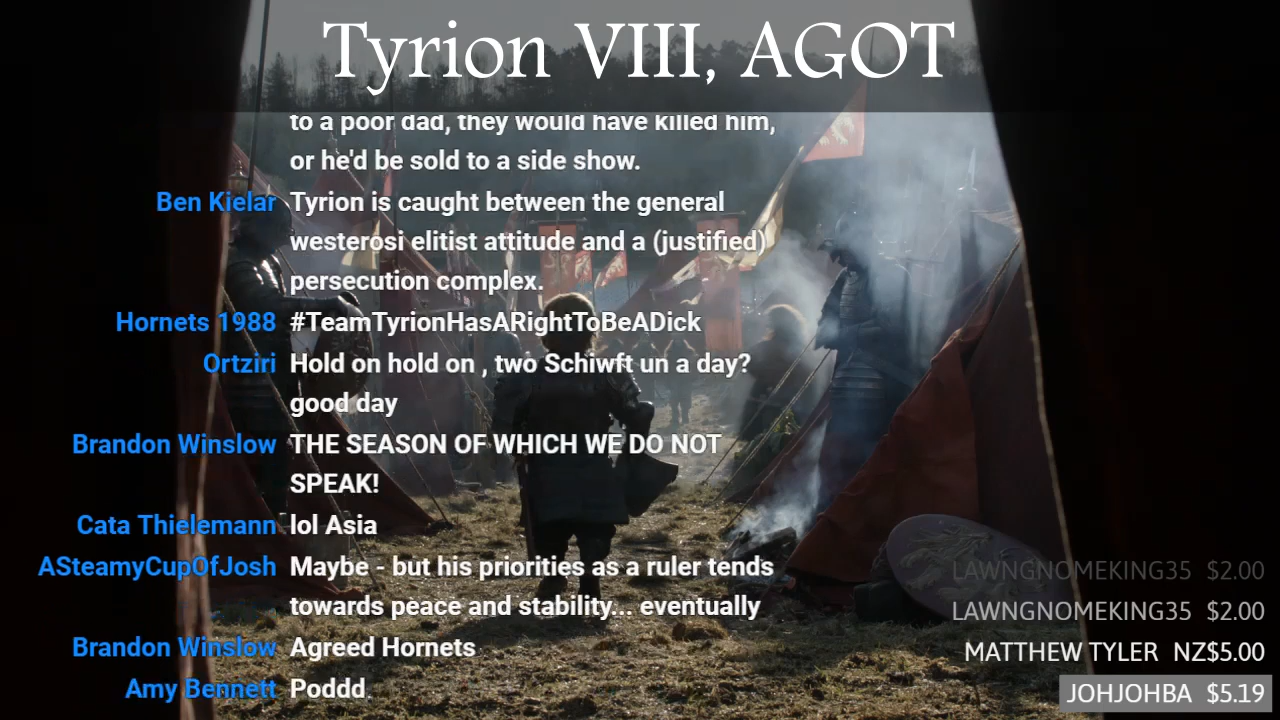 Tyrion VIII, AGOT
to a poor dad, they would have killed him,
or he'd be sold to a side show.
Ben Kielar Tyrion is caught between the general
westerosi elitist attitude and a (justified)
persecution complex.
Hornets 1988 #TeamTyrionHasARightToBeADick
Ortziri Hold on hold on , two Schiwft un a day?
good day
Brandon Winslow THE SEASON OF WHICH WE DO NOT
SPEAK!
Cata Thielemann lol Asia
ASteamyCupOfJosh Maybe - but his priorities as a ruler tends
towards peace and stability... eventually
Brandon Winslow Agreed Hornets
Amy Bennett Poddd
LAWNGNOMEKING35 $2.00
LAWNGNOMEKING35 $2.00
MATTHEW TYLER NZ$5.00
JOHJOHBA $5.19